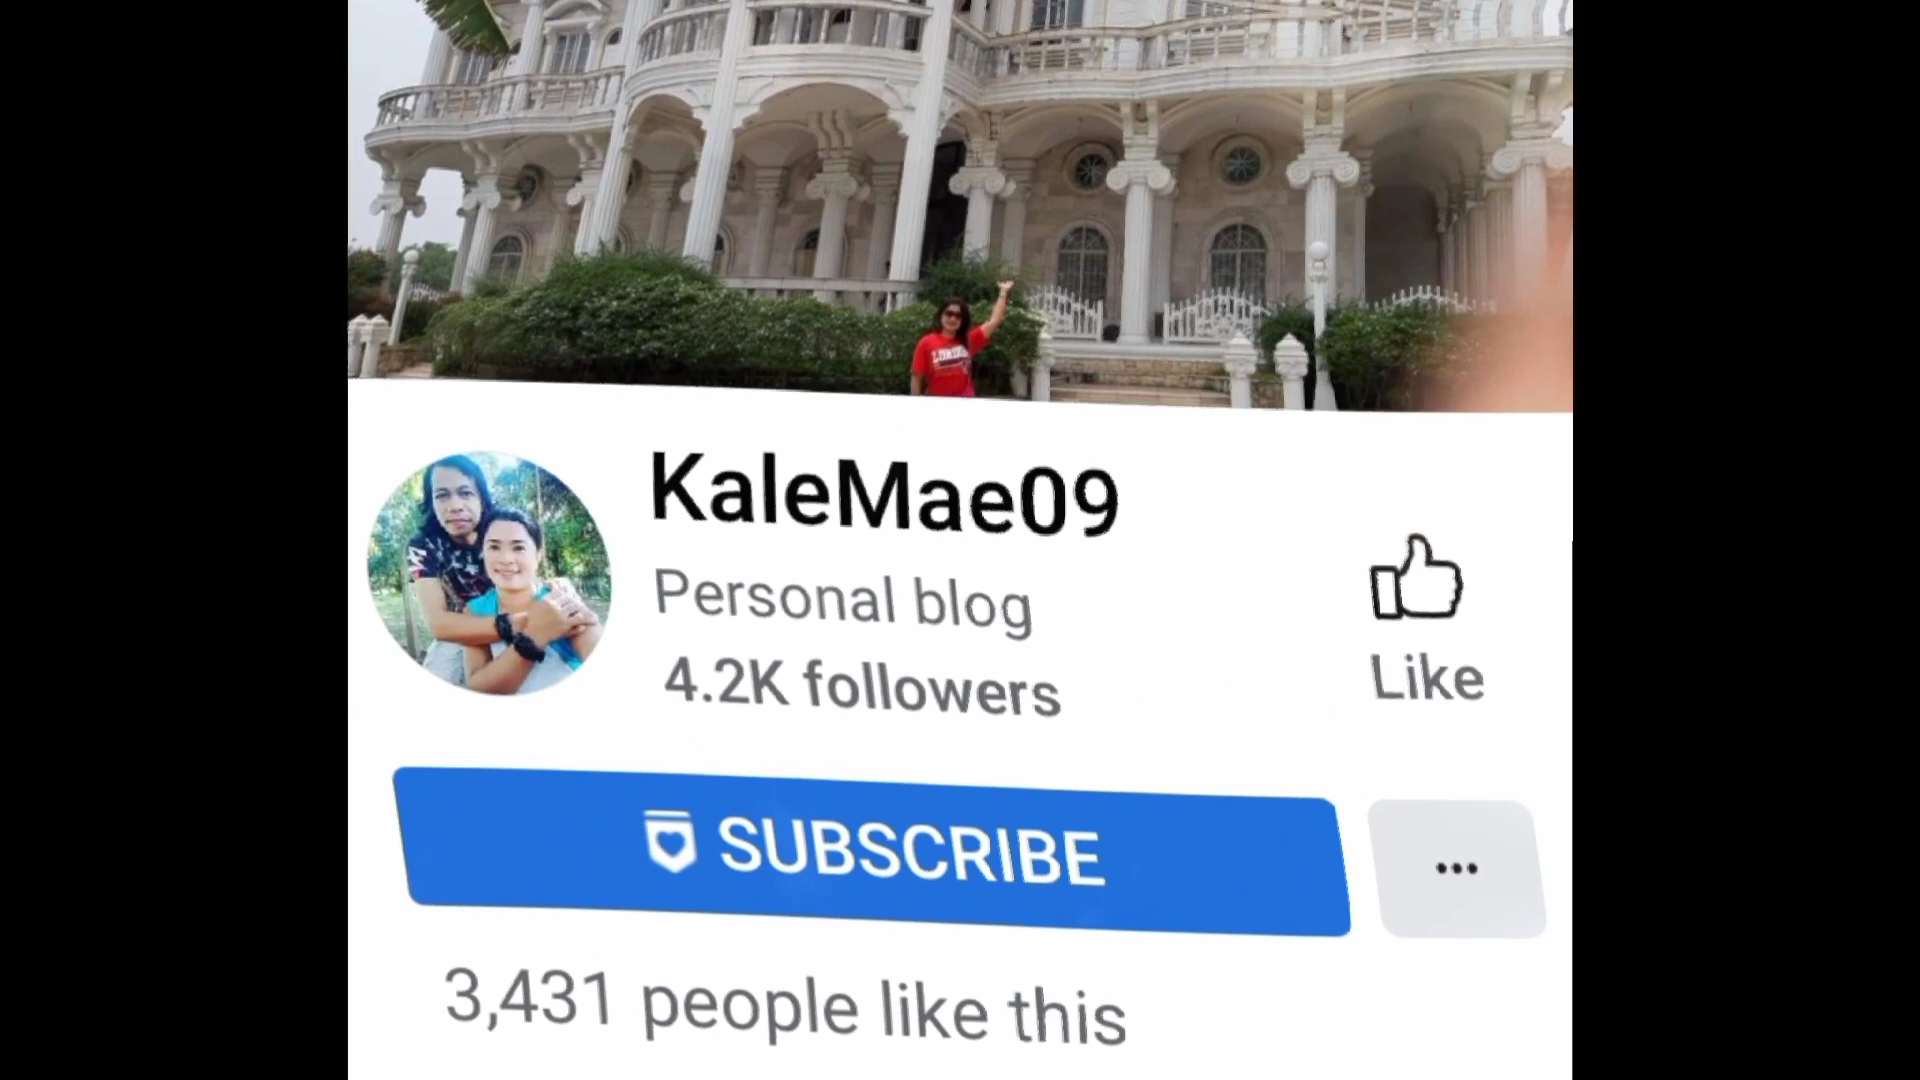 KaleMae09
Personal blog
4.2K followers
Like
SUBSCRIBE
3,431 people like this